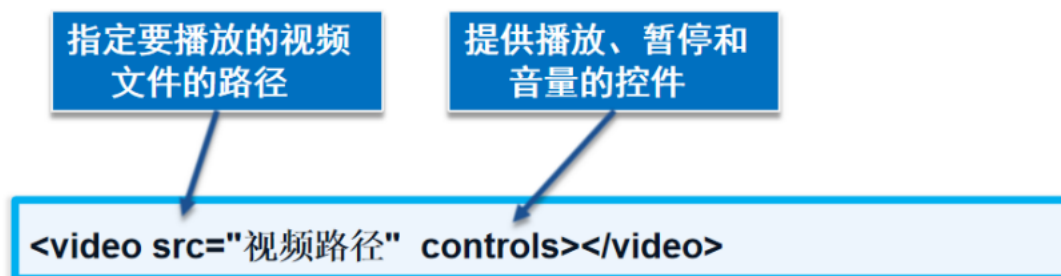 指定要播放的视频
文件的路径
提供播放、暂停和
音量的控件
<video src="视频路径" controls></video>